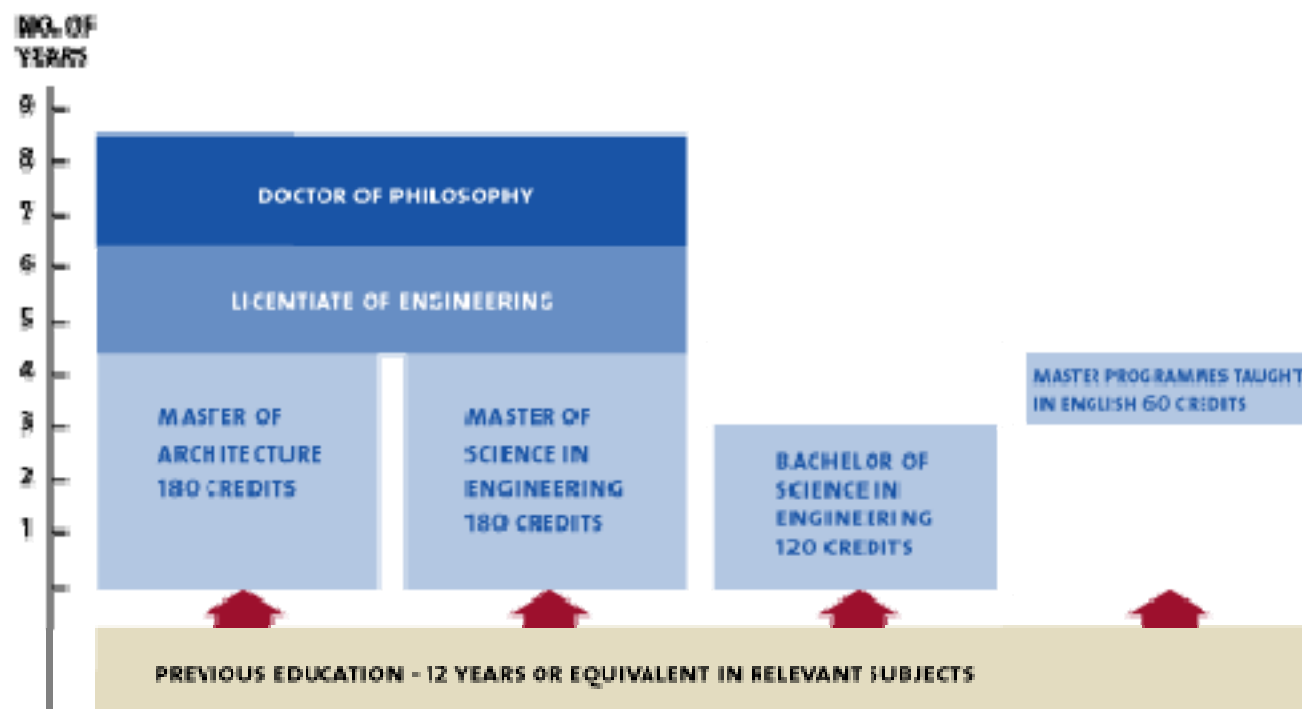 NO. OF
YEARS
9
8
7
6
5
4
3
2
1
DOCTOR OF PHILOSOPHY
LICENTIATE OF ENGINEERING
MASTER OF
ARCHITECTURE
180 CREDITS
MASTER OF
SCIENCE IN
ENGINEERING
180 CREDITS
BACHELOR OF
SCIENCE IN
ENGINEERING
120 CREDITS
MASTER PROGRAMMES TAUGHT
IN ENGLISH 60 CREDITS
PREVIOUS EDUCATION - 12 YEARS OR EQUIVALENT IN RELEVANT SUBJECTS